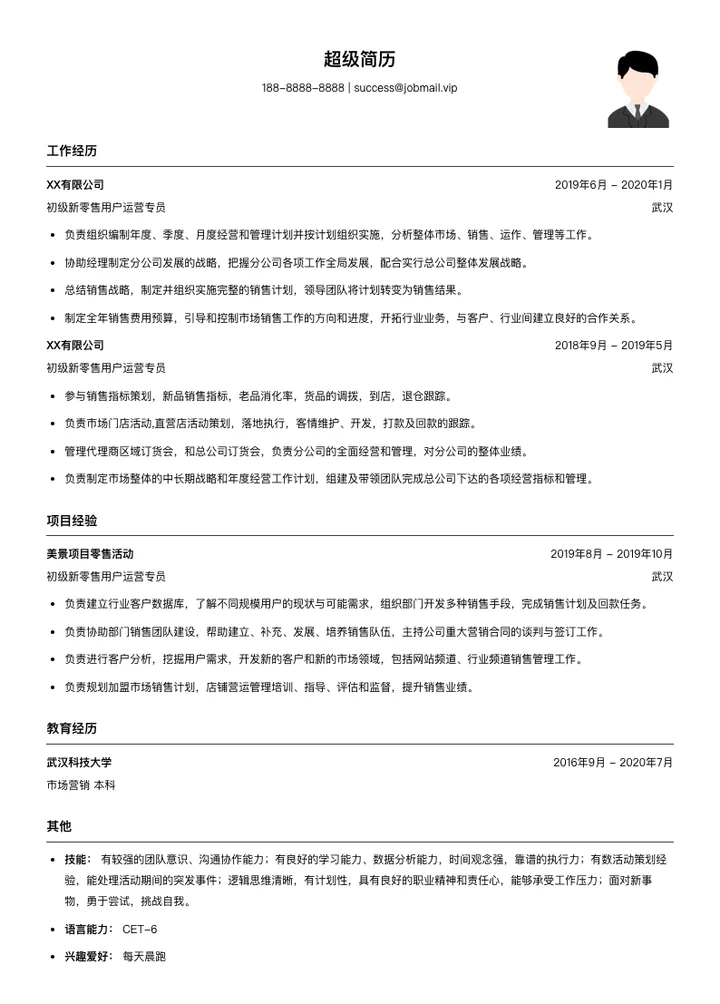 超级简历
188-8888-8888 | success@jobmail.vip
工作经历
XX有限公司 2019年6月 – 2020年1月
初级新零售用户运营专员 武汉
• 负责组织编制年度、季度、月度经营和管理计划并按计划组织实施，分析整体市场、销售、运作、管理等工作。
• 协助经理制定分公司发展的战略，把握分公司各项工作全局发展，配合实行总公司整体发展战略。
• 总结销售战略，制定并组织实施完整的销售计划，领导团队将计划转变为销售结果。
• 制定全年销售费用预算，引导和控制市场销售工作的方向和进度，开拓行业业务，与客户、行业间建立良好的合作关系。
XX有限公司 2018年9月 – 2019年5月
初级新零售用户运营专员 武汉
• 参与销售指标策划，新品销售指标，老品消化率，货品的调拨，到店，退仓跟踪。
• 负责市场门店活动,直营店活动策划，落地执行，客情维护、开发，打款及回款的跟踪。
• 管理代理商区域订货会，和总公司订货会，负责分公司的全面经营和管理，对分公司的整体业绩。
• 负责制定市场整体的中长期战略和年度经营工作计划，组建及带领团队完成总公司下达的各项经营指标和管理。
项目经验
美景项目零售活动 2019年8月 – 2019年10月
初级新零售用户运营专员 武汉
• 负责建立行业客户数据库，了解不同规模用户的现状与可能需求，组织部门开发多种销售手段，完成销售计划及回款任务。
• 负责协助部门销售团队建设，帮助建立、补充、发展、培养销售队伍，主持公司重大营销合同的谈判与签订工作。
• 负责进行客户分析，挖掘用户需求，开发新的客户和新的市场领域，包括网站频道、行业频道销售管理工作。
• 负责规划加盟市场销售计划，店铺营运管理培训、指导、评估和监督，提升销售业绩。
教育经历
武汉科技大学 2016年9月 – 2020年7月
市场营销 本科
其他
• 技能： 有较强的团队意识、沟通协作能力；有良好的学习能力、数据分析能力，时间观念强，靠谱的执行力；有数活动策划经
验，能处理活动期间的突发事件；逻辑思维清晰，有计划性，具有良好的职业精神和责任心，能够承受工作压力；面对新事
物，勇于尝试，挑战自我。
• 语言能力： CET-6
• 兴趣爱好： 每天晨跑